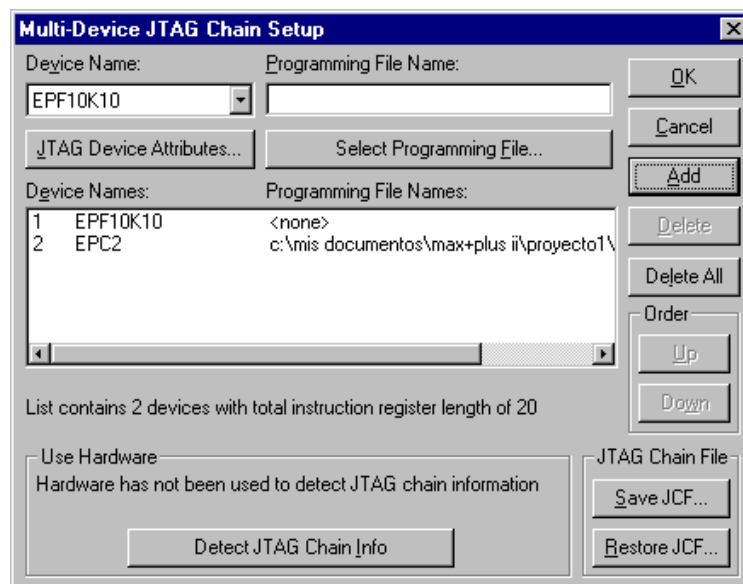 Multi-Device JTAG Chain Setup
Device Name:
Programming File Name:
EPF10K10
JTAG Device Attributes...
Select Programming File...
Device Names:
Programming File Names:
1 EPF10K10 <none>
2 EPC2 c:\mis documentos\max+plus ii\proyecto1\
List contains 2 devices with total instruction register length of 20
Use Hardware
Hardware has not been used to detect JTAG chain information
Detect JTAG Chain Info
OK
Cancel
Add
Delete
Delete All
Order
Up
Down
JTAG Chain File
Save JCF...
Restore JCF...